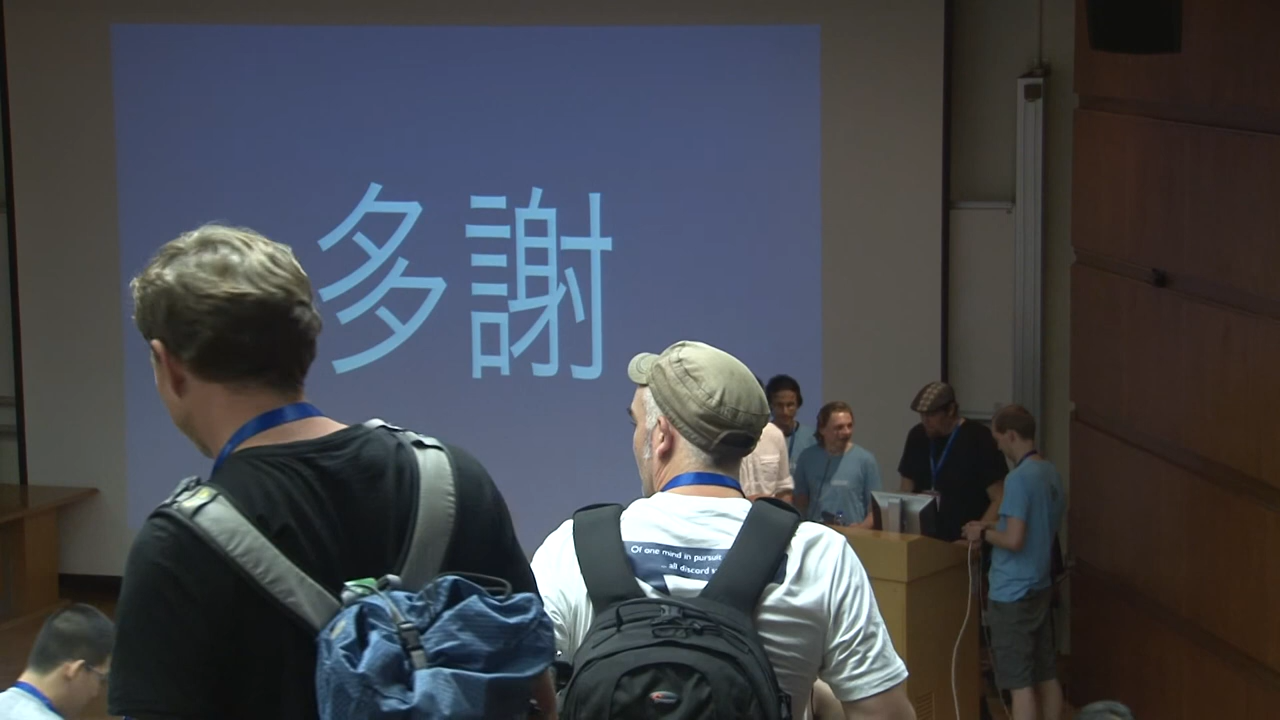 多謝
Of one mind in pursuit
... all discord